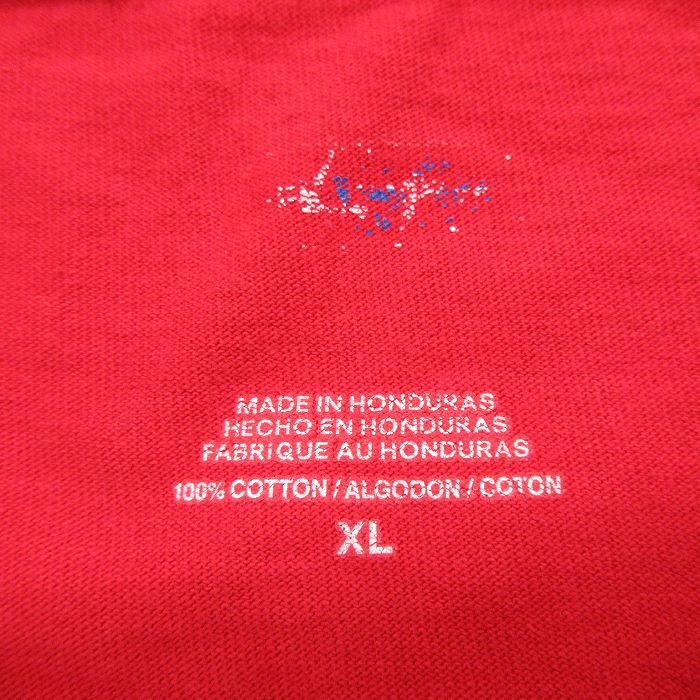 MADE IN HONDURAS
HECHO EN HONDURAS
FABRIQUE AU HONDURAS
100% COTTON / ALGODON / COTON
XL